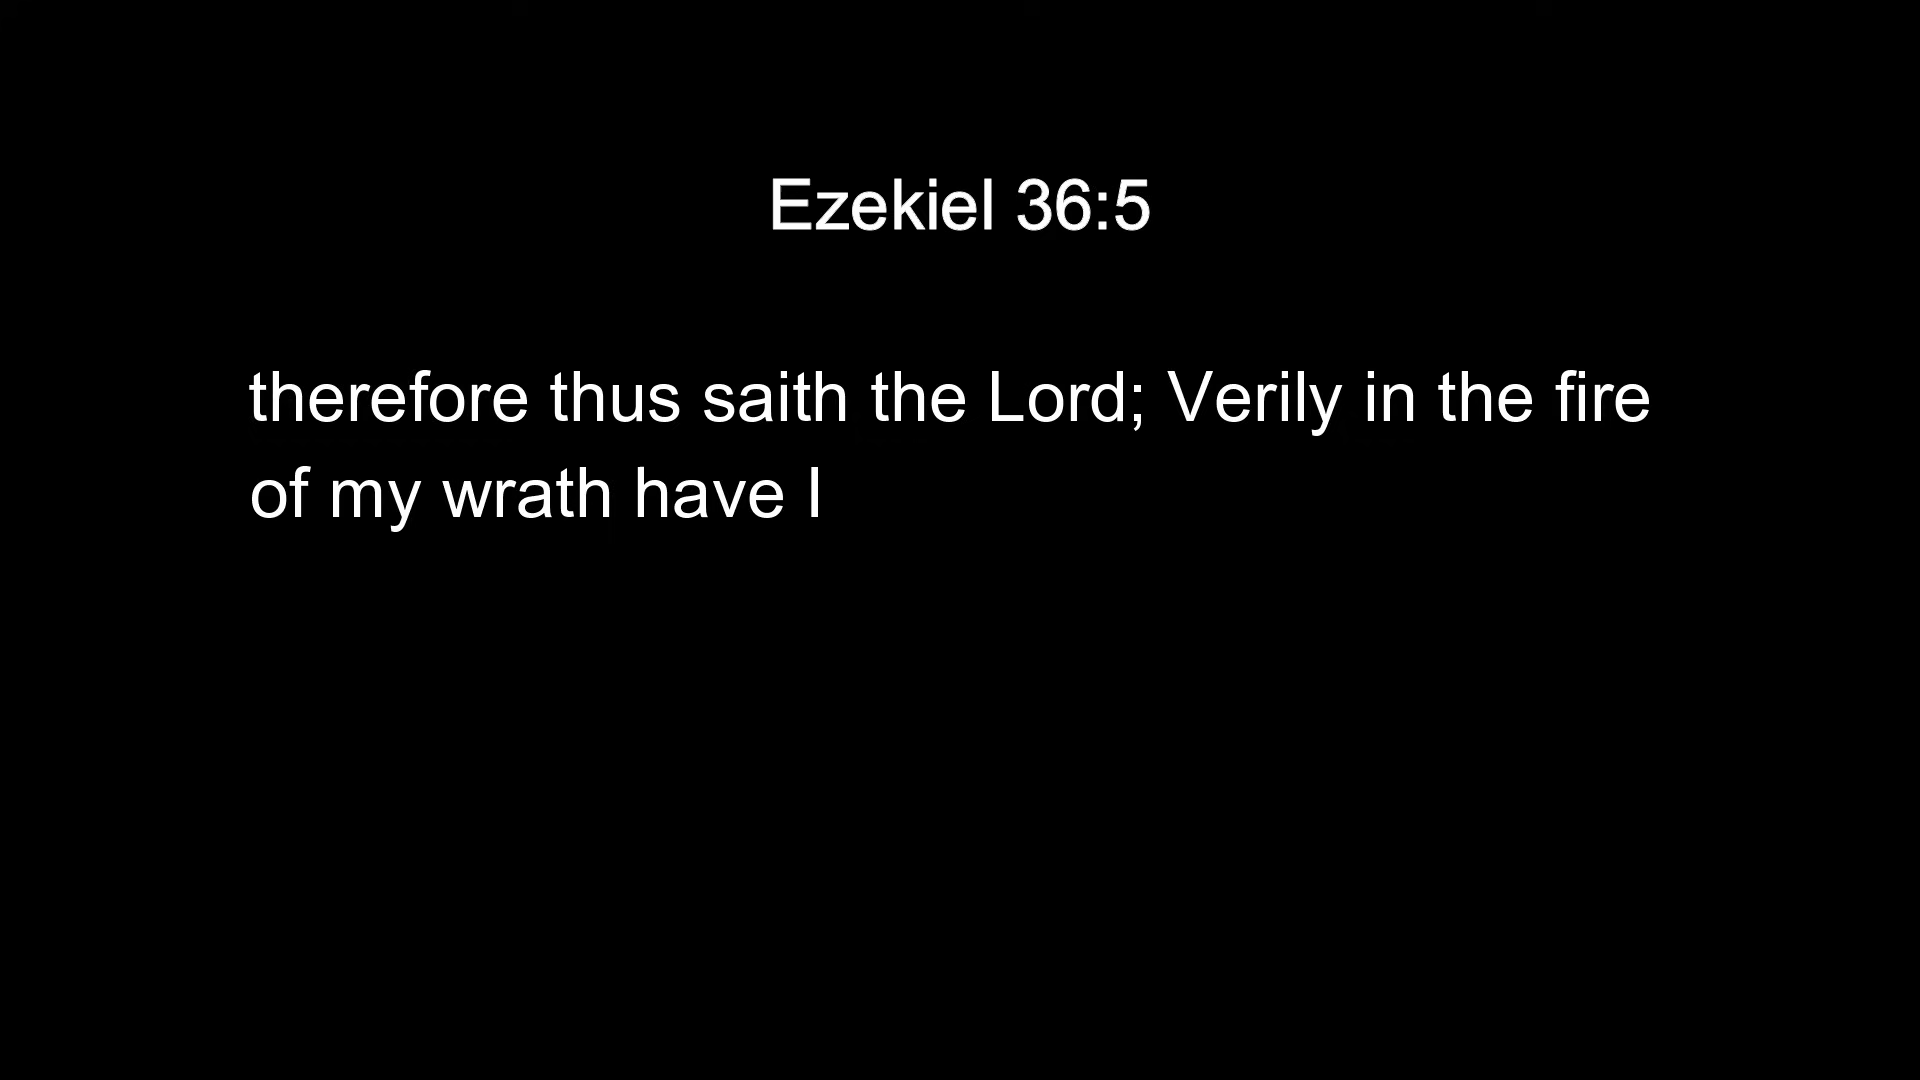 Ezekiel 36:5
therefore thus saith the Lord; Verily in the fire
of my wrath have I